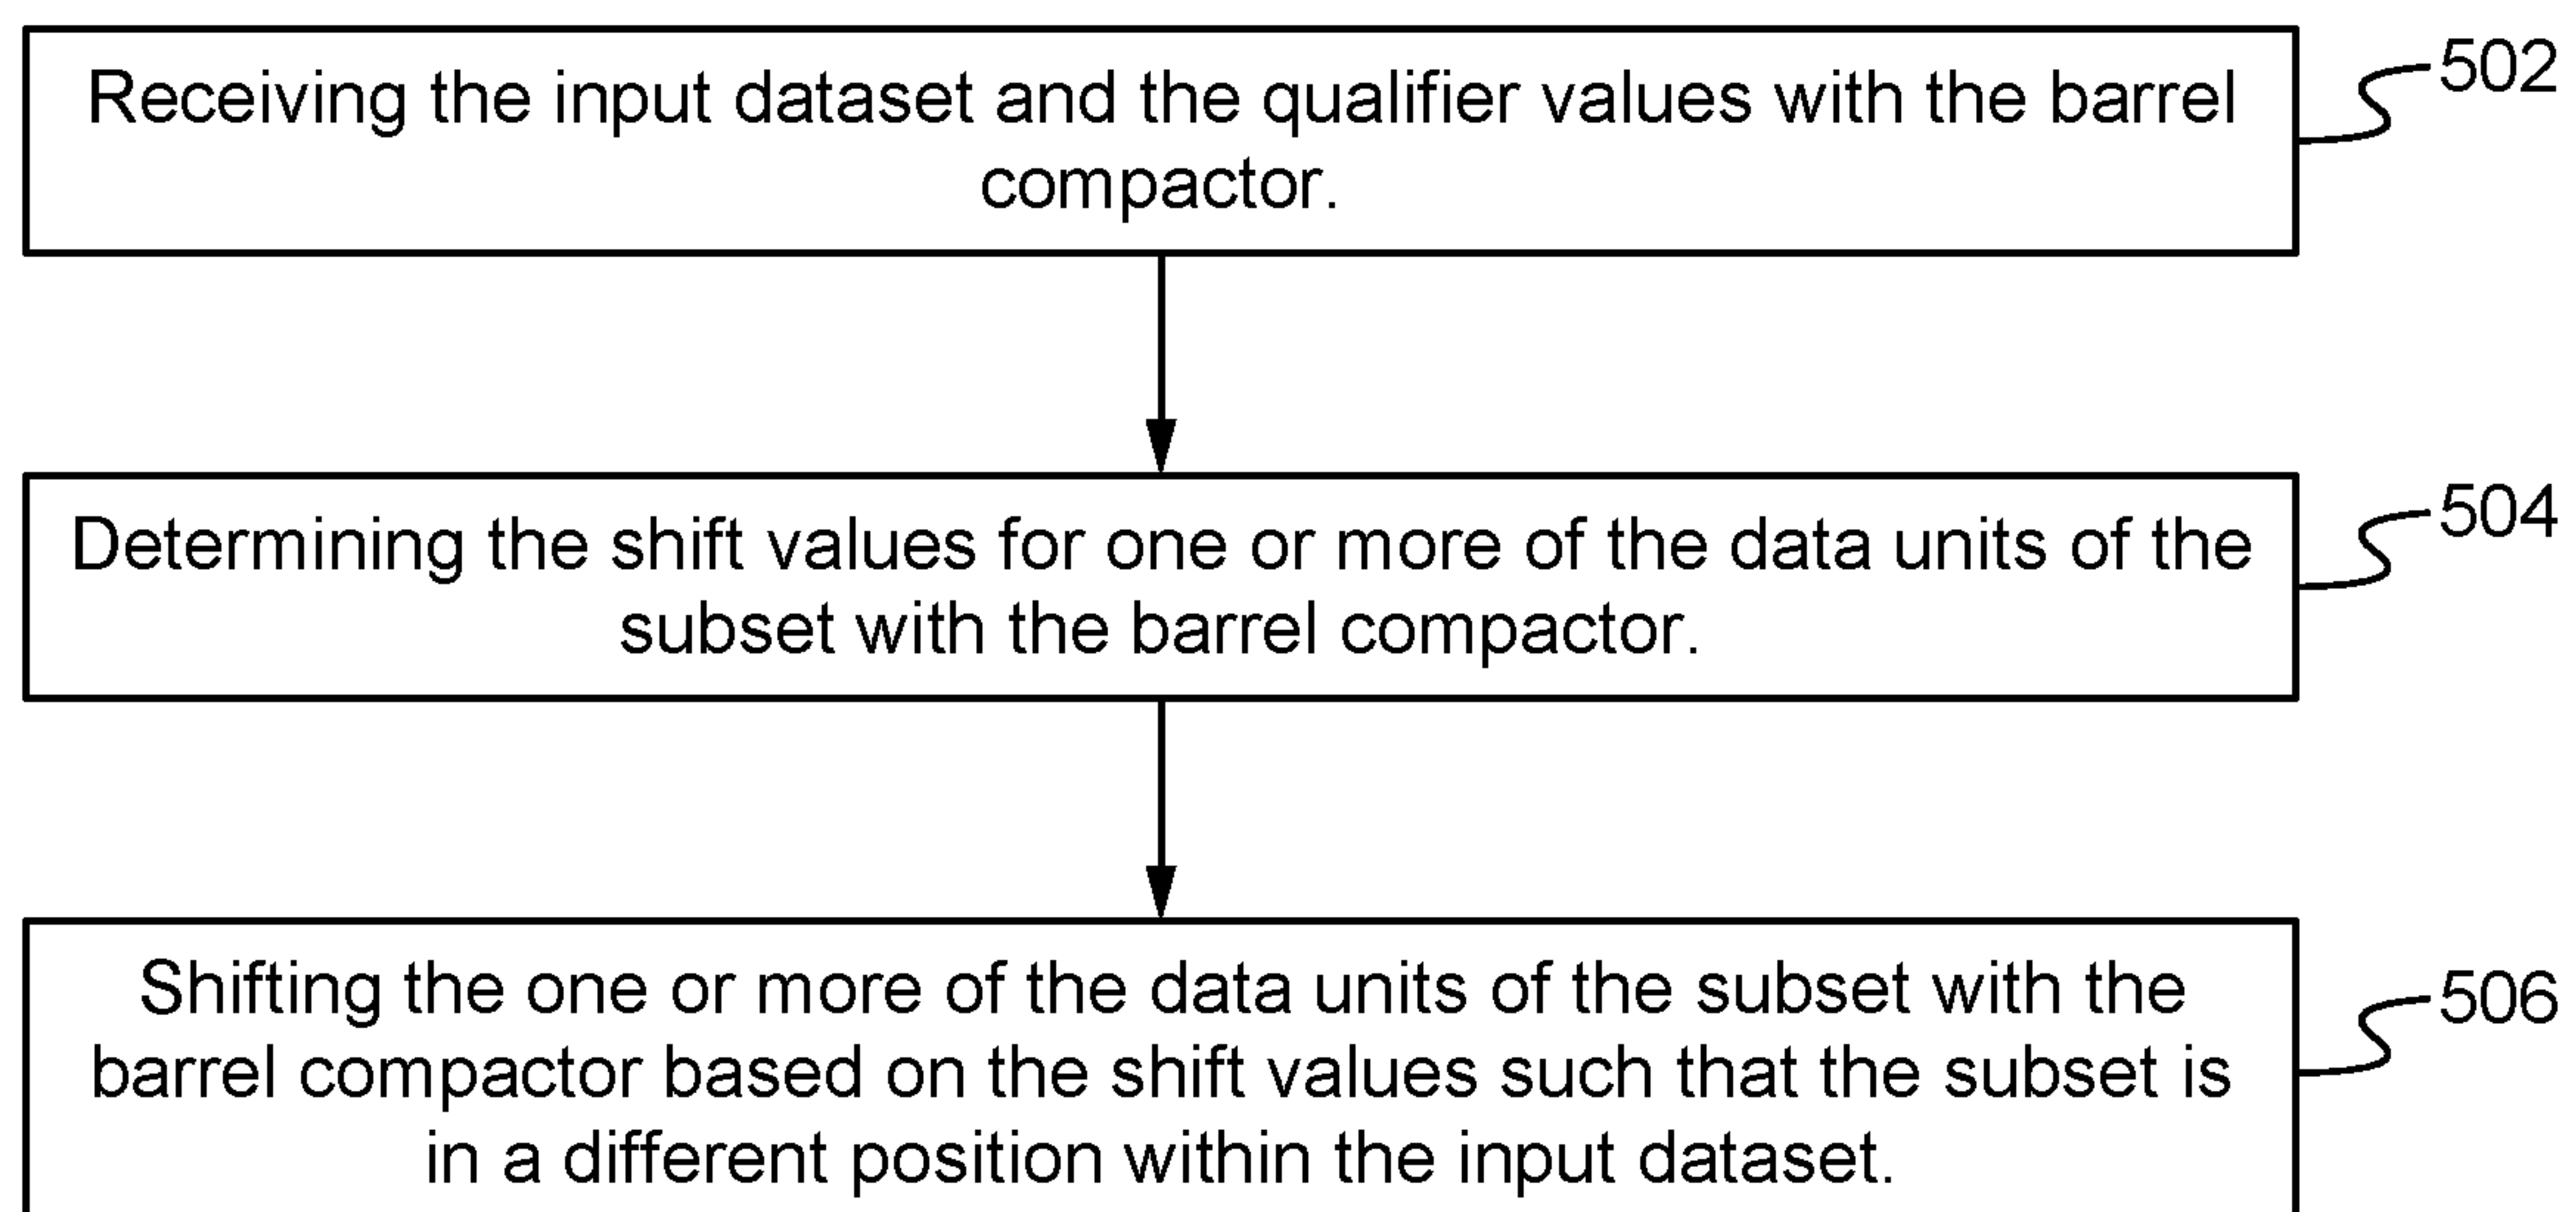 Receiving the input dataset and the qualifier values with the barrel
compactor.
502
Determining the shift values for one or more of the data units of the
subset with the barrel compactor.
504
Shifting the one or more of the data units of the subset with the
barrel compactor based on the shift values such that the subset is
in a different position within the input dataset.
506